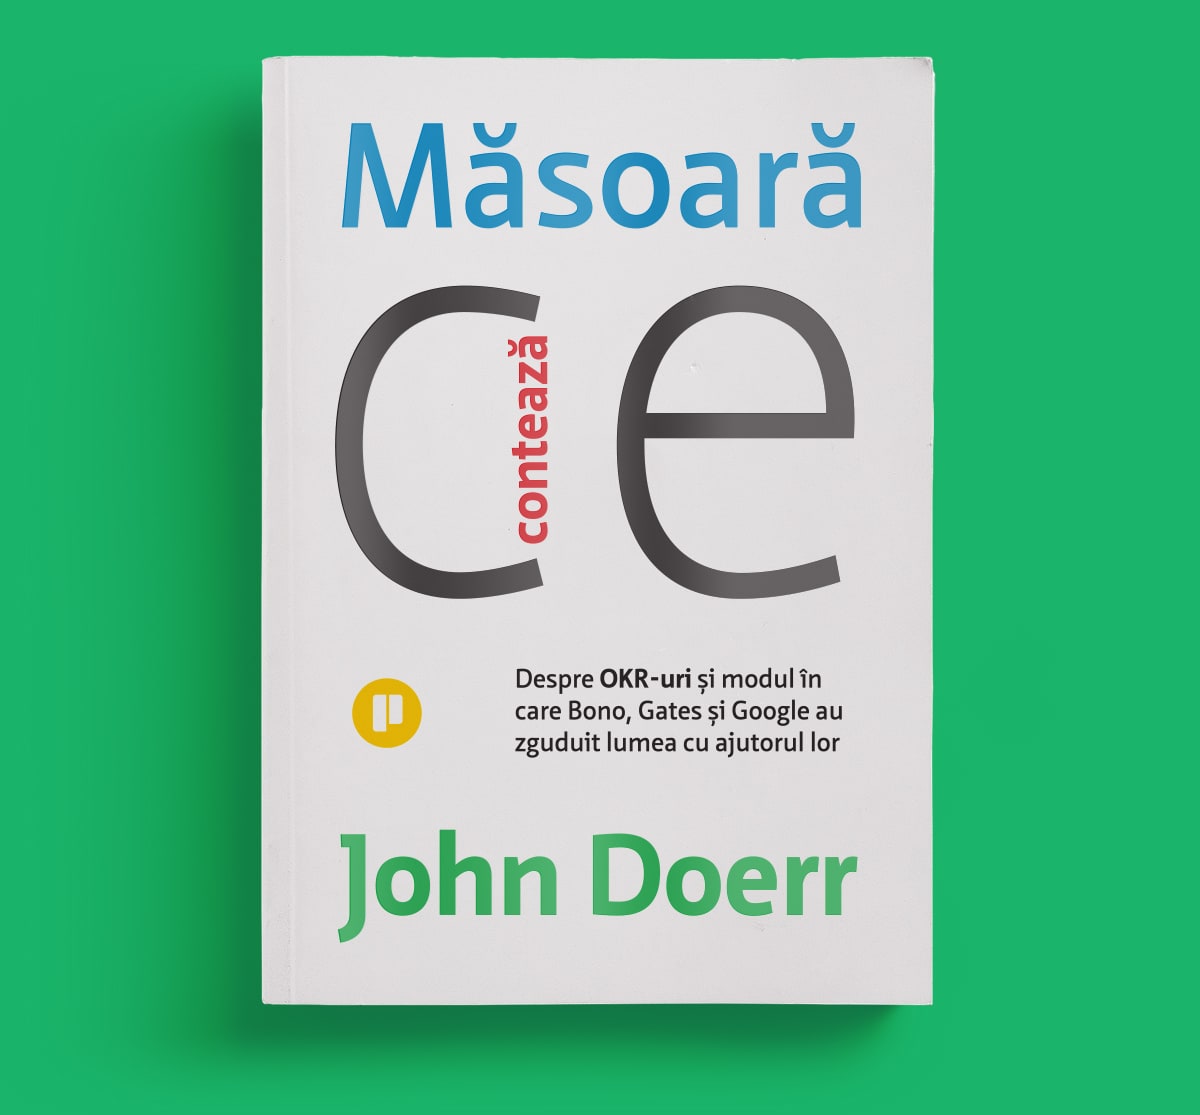 Măsoară
ce
contează
Despre OKR-uri și modul în
care Bono, Gates și Google au
zguduit lumea cu ajutorul lor
John Doerr